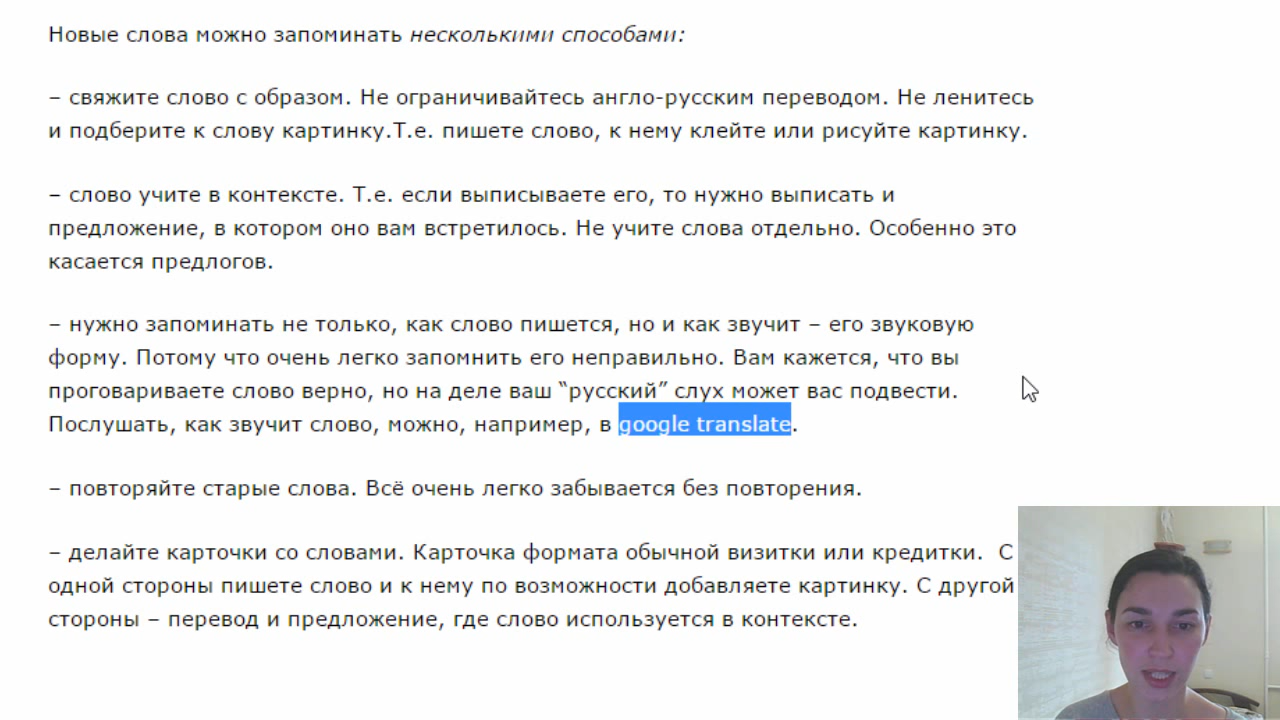 Новые слова можно запоминать несколькими способами:
– свяжите слово с образом. Не ограничивайтесь англо-русским переводом. Не ленитесь
и подберите к слову картинку.Т.е. пишете слово, к нему клейте или рисуйте картинку.
– слово учите в контексте. Т.е. если выписываете его, то нужно выписать и
предложение, в котором оно вам встретилось. Не учите слова отдельно. Особенно это
касается предлогов.
– нужно запоминать не только, как слово пишется, но и как звучит – его звуковую
форму. Потому что очень легко запомнить его неправильно. Вам кажется, что вы
проговариваете слово верно, но на деле ваш “русский” слух может вас подвести.
Послушать, как звучит слово, можно, например, в google translate.
– повторяйте старые слова. Всё очень легко забывается без повторения.
– делайте карточки со словами. Карточка формата обычной визитки или кредитки.  С
одной стороны пишете слово и к нему по возможности добавляете картинку. С другой
стороны – перевод и предложение, где слово используется в контексте.